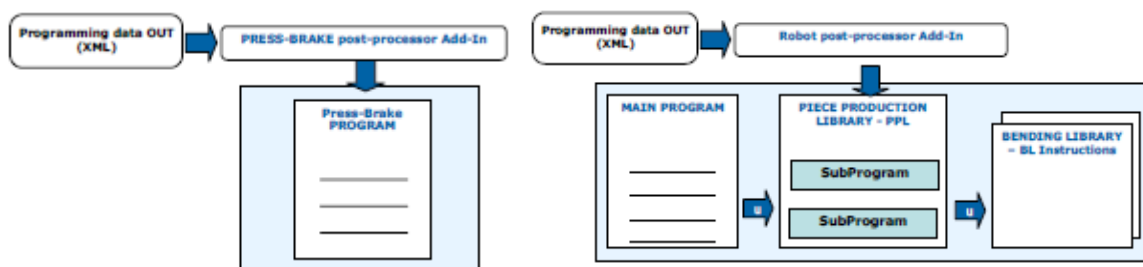 Programming data OUT
(XML)
PRESS-BRAKE post-processor Add-In
Press-Brake
PROGRAM
Programming data OUT
(XML)
Robot post-processor Add-In
MAIN PROGRAM
PIECE PRODUCTION
LIBRARY - PPL
SubProgram
SubProgram
u
u
BENDING LIBRARY
– BL Instructions